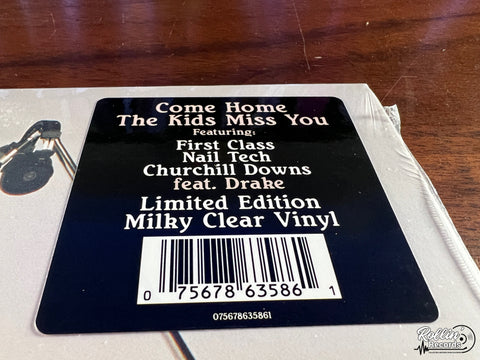 Come Home
The Kids Miss You
Featuring:
First Class
Nail Tech
Churchill Downs
feat. Drake
Limited Edition
Milky Clear Vinyl
0 75678 63586 1
075678635861
Rollin'
Records